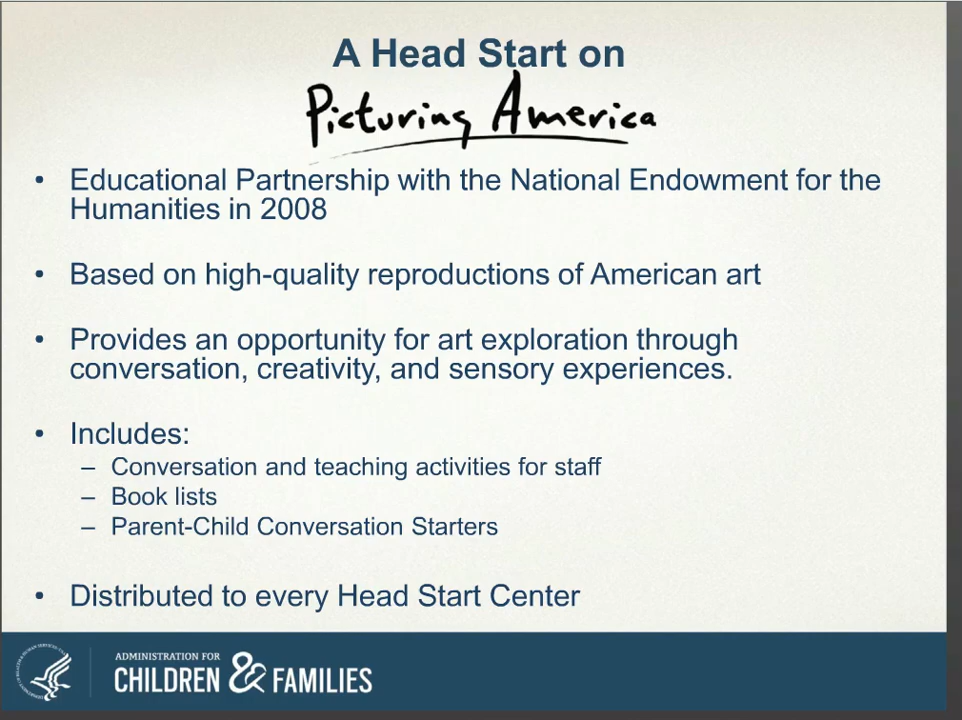 A Head Start on
Picturing America
• Educational Partnership with the National Endowment for the
Humanities in 2008
• Based on high-quality reproductions of American art
• Provides an opportunity for art exploration through
conversation, creativity, and sensory experiences.
• Includes:
– Conversation and teaching activities for staff
– Book lists
– Parent-Child Conversation Starters
• Distributed to every Head Start Center
ADMINISTRATION FOR
CHILDREN & FAMILIES